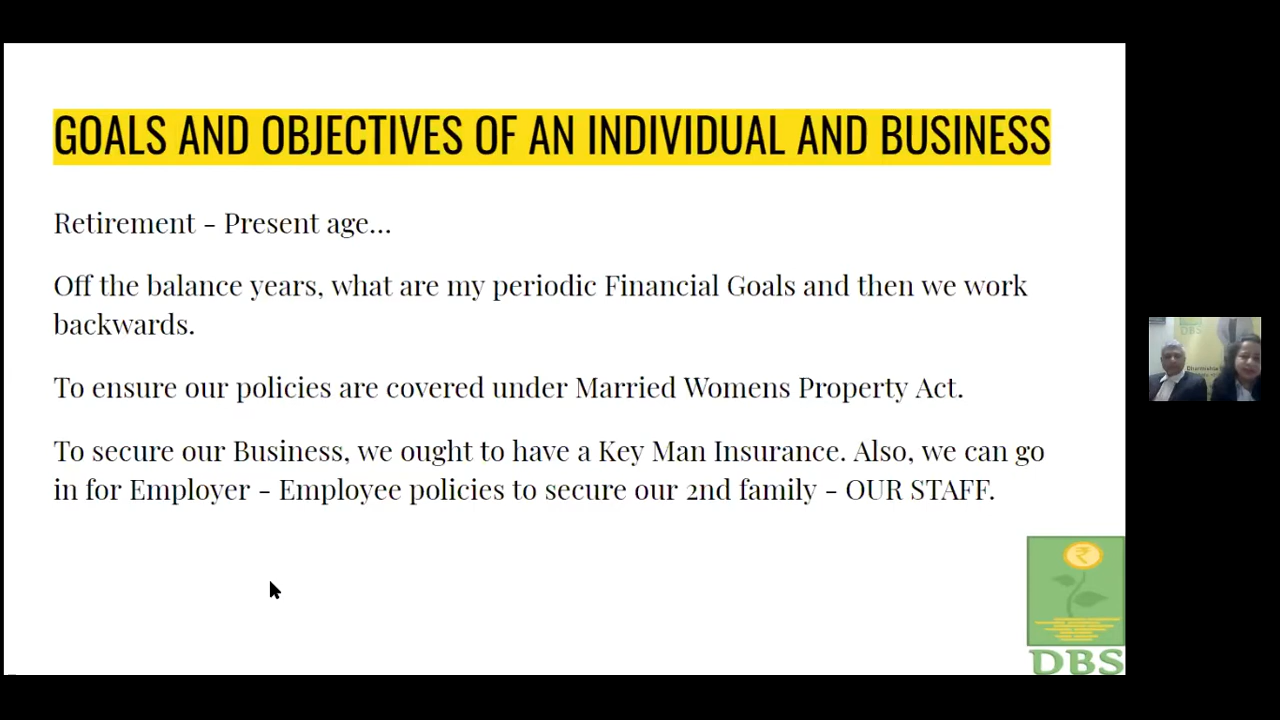 GOALS AND OBJECTIVES OF AN INDIVIDUAL AND BUSINESS
Retirement - Present age...
Off the balance years, what are my periodic Financial Goals and then we work
backwards.
To ensure our policies are covered under Married Womens Property Act.
To secure our Business, we ought to have a Key Man Insurance. Also, we can go
in for Employer - Employee policies to secure our 2nd family - OUR STAFF.
₹
DBS
DBS